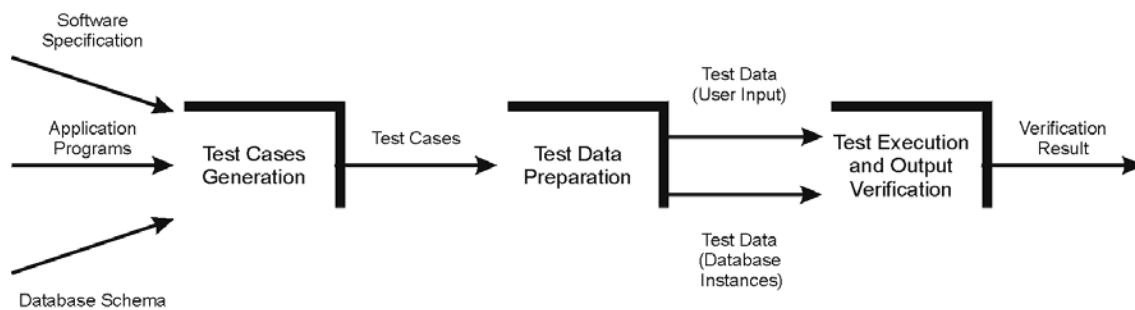 Software
Specification
Application
Programs
Database Schema
Test Cases
Generation
Test Cases
Test Data
Preparation
Test Data
(User Input)
Test Data
(Database
Instances)
Test Execution
and Output
Verification
Verification
Result